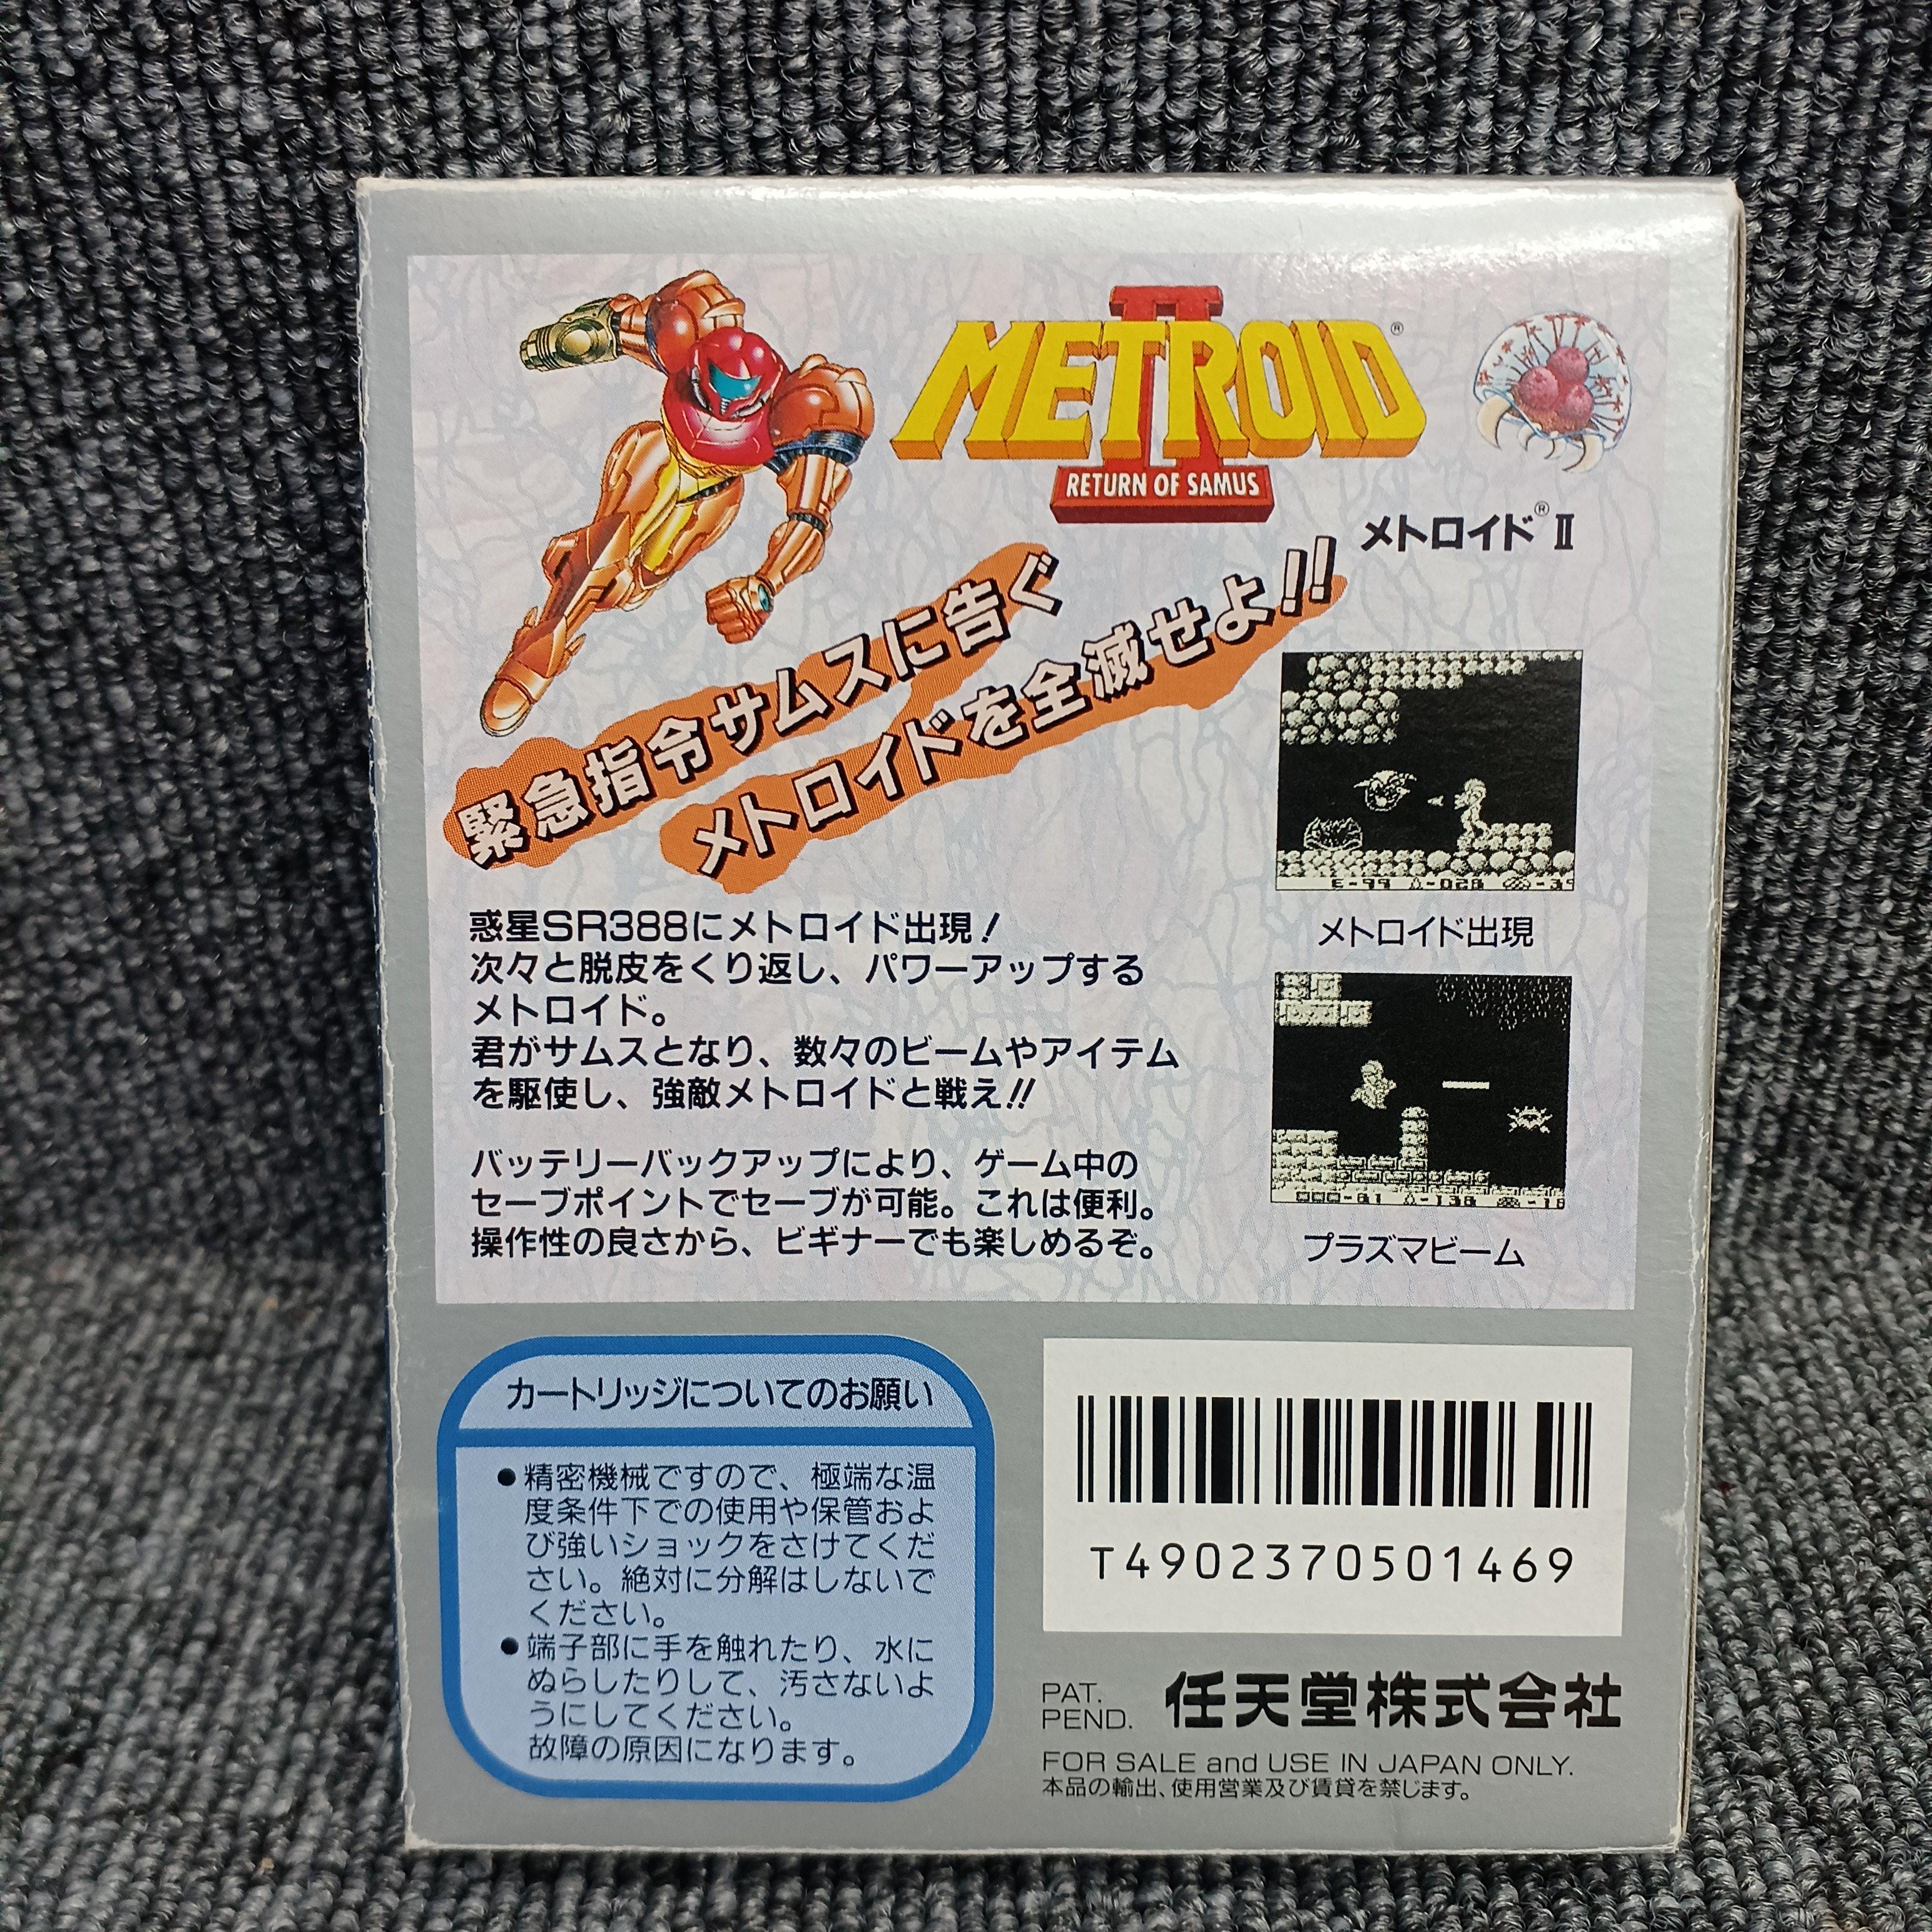 METROID®
II
RETURN OF SAMUS
メトロイド®Ⅱ
緊急指令サムスに告ぐ
メトロイドを全滅せよ!!
惑星SR388にメトロイド出現!
次々と脱皮をくり返し、パワーアップする
メトロイド。
君がサムスとなり、数々のビームやアイテム
を駆使し、強敵メトロイドと戦え!!
バッテリーバックアップにより、ゲーム中の
セーブポイントでセーブが可能。これは便利。
操作性の良さから、ビギナーでも楽しめるぞ。
E-99 -028 -39
メトロイド出現
-81 -138 -18
プラズマビーム
カートリッジについてのお願い
●精密機械ですので、極端な温
度条件下での使用や保管およ
び強いショックをさけてくだ
さい。絶対に分解はしないで
ください。
●端子部に手を触れたり、水に
ぬらしたりして、汚さないよ
うにしてください。
故障の原因になります。
T4902370501469
PAT.
PEND.
任天堂株式会社
FOR SALE and USE IN JAPAN ONLY.
本品の輸出、使用営業及び賃貸を禁じます。